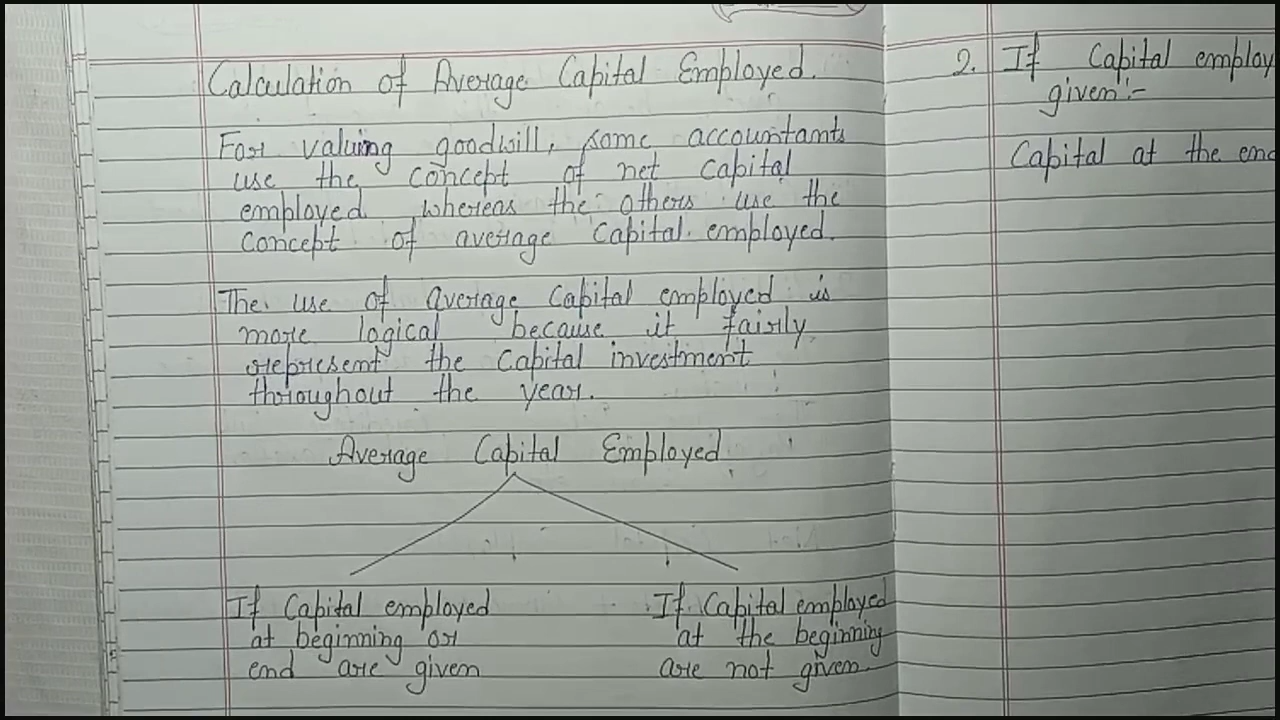 Calculation of Average Capital Employed.
For valuing goodwill, some accountants
use the concept of net capital
employed whereas the others use the
concept of average capital employed.
The use of average capital employed is
more logical because it fairly
represent the capital investment
throughout the year.
Average Capital Employed
If Capital employed
at beginning or
end are given
If Capital employed
at the beginning
are not given
2. If Capital employ
given:-
Capital at the end